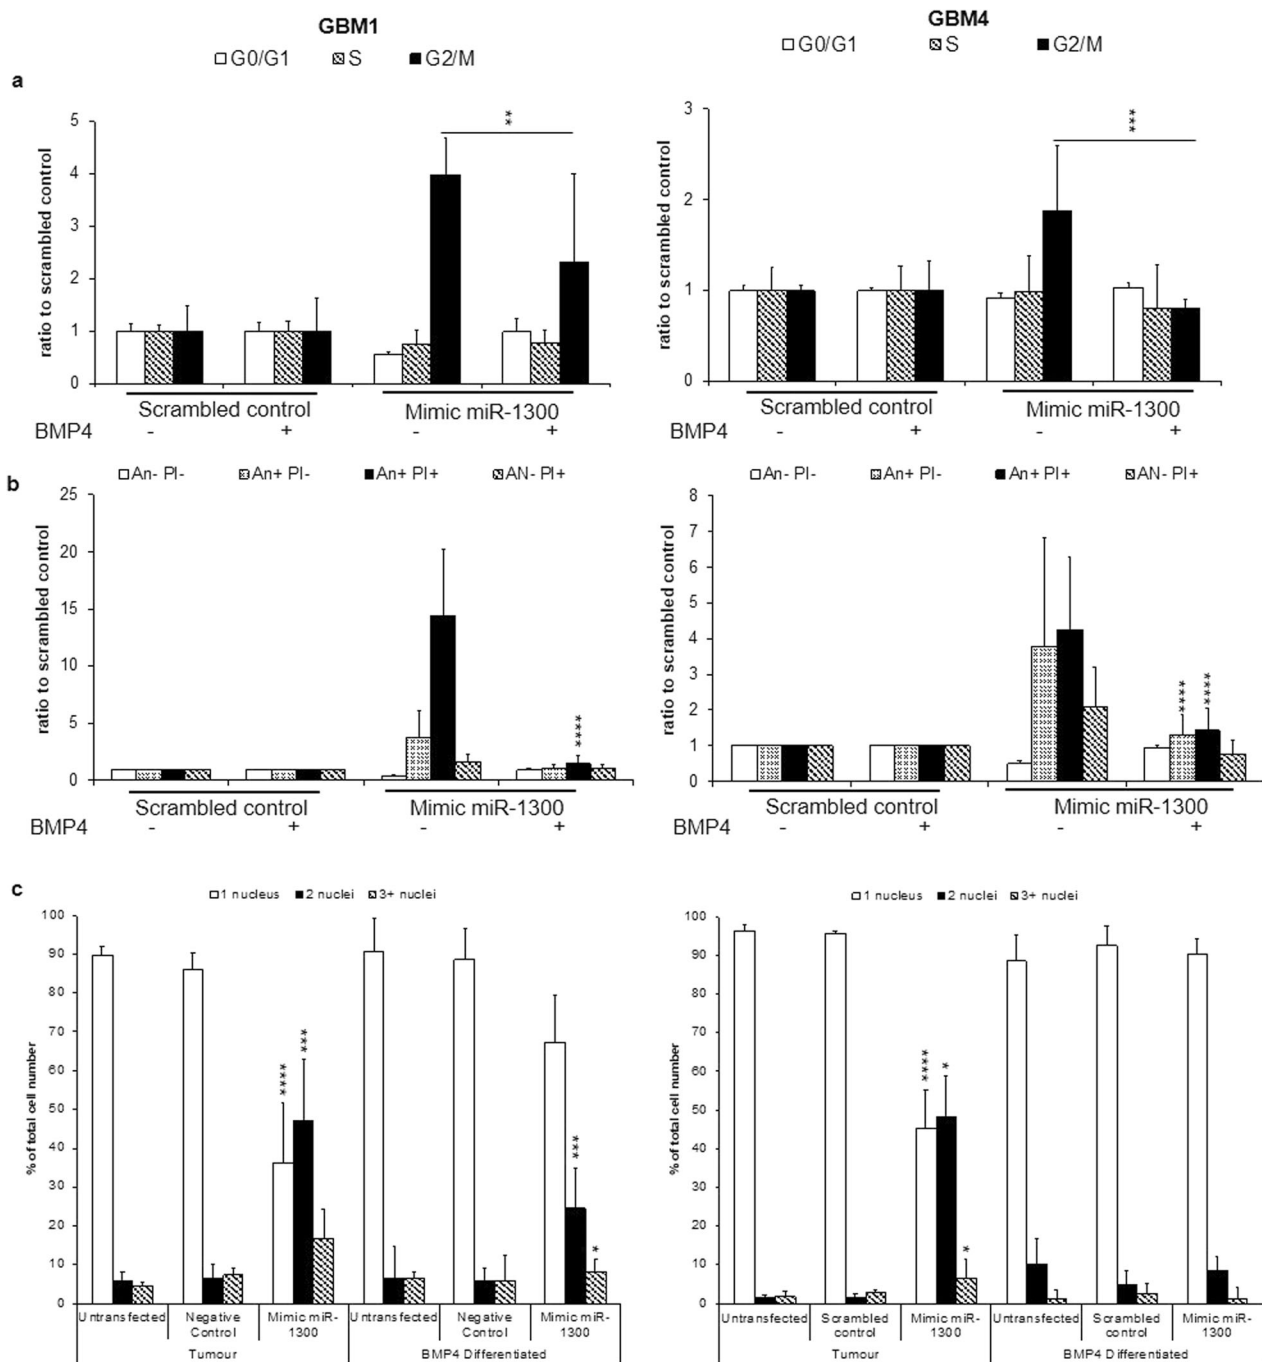 GBM1
GBM4
G0/G1 S G2/M
G0/G1 S G2/M
a
ratio to scrambled control
5
4
3
2
1
0
**
Scrambled control Mimic miR-1300
BMP4 - + - +
ratio to scrambled control
3
2
1
0
***
Scrambled control Mimic miR-1300
BMP4 - + - +
b
An- PI- An+ PI- An+ PI+ AN- PI+
ratio to scrambled control
25
20
15
10
5
0
****
Scrambled control Mimic miR-1300
BMP4 - + - +
An- PI- An+ PI- An+ PI+ AN- PI+
ratio to scrambled control
8
7
6
5
4
3
2
1
0
**** ****
Scrambled control Mimic miR-1300
BMP4 - + - +
c
1 nucleus 2 nuclei 3+ nuclei
% of total cell number
100
90
80
70
60
50
40
30
20
10
0
**** *** *** *
Untransfected Negative Control Mimic miR-1300 Untransfected Negative Control Mimic miR-1300
Tumour BMP4 Differentiated
1 nucleus 2 nuclei 3+ nuclei
% of total cell number
100
90
80
70
60
50
40
30
20
10
0
**** * *
Untransfected Scrambled control Mimic miR-1300 Untransfected Scrambled control Mimic miR-1300
Tumour BMP4 Differentiated